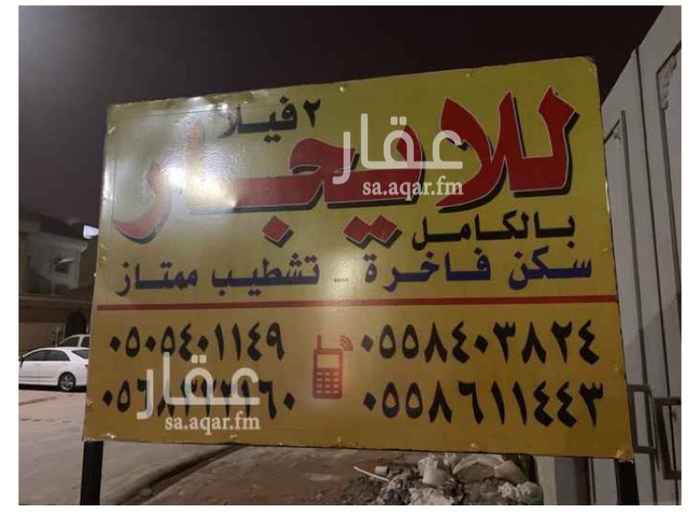 ٢ فيلا
للايجار
بالكامل
سكن فاخرة .... تشطيب ممتاز
٠٥٥٨٤٠٣٨٢٤
٠٥٠٥٤٠١١٤٩
٠٥٥٨٦١١٤٤٣
عقار
sa.aqar.fm
عقار
sa.aqar.fm